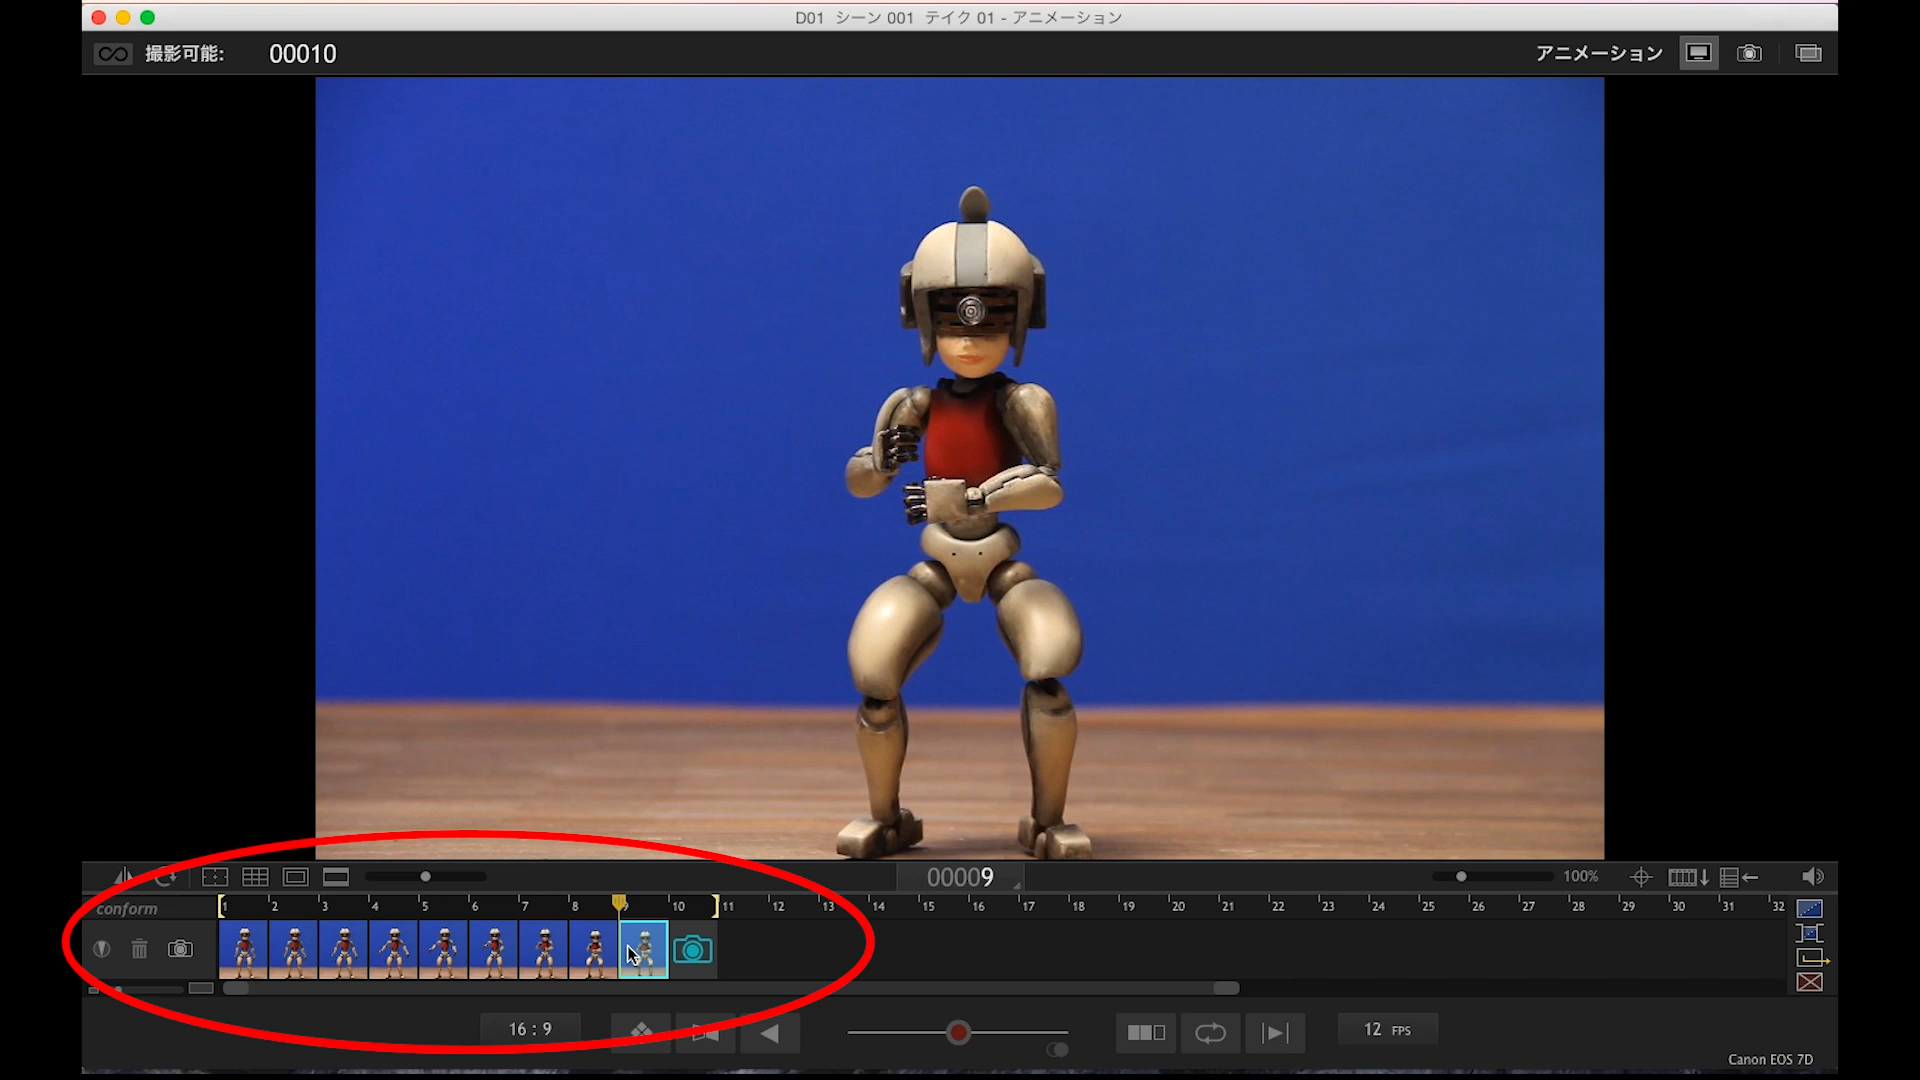 D01 シーン 001 テイク 01 - アニメーション
撮影可能: 00010
アニメーション
00009
100%
conform
1 2 3 4 5 6 7 8 9 10 11 12 13 14 15 16 17 18 19 20 21 22 23 24 25 26 27 28 29 30 31 32
16 : 9
12 FPS
Canon EOS 7D